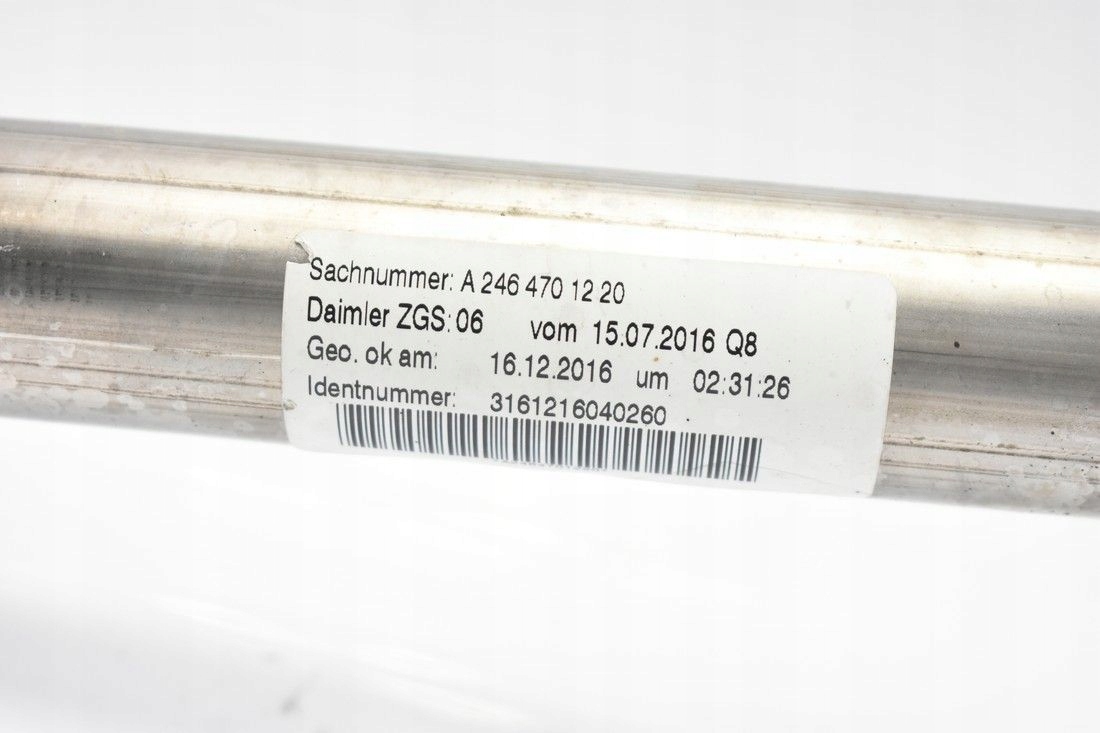 Sachnummer: A 246 470 12 20
Daimler ZGS: 06 vom 15.07.2016 Q8
Geo. ok am: 16.12.2016 um 02:31:26
Identnummer: 3161216040260